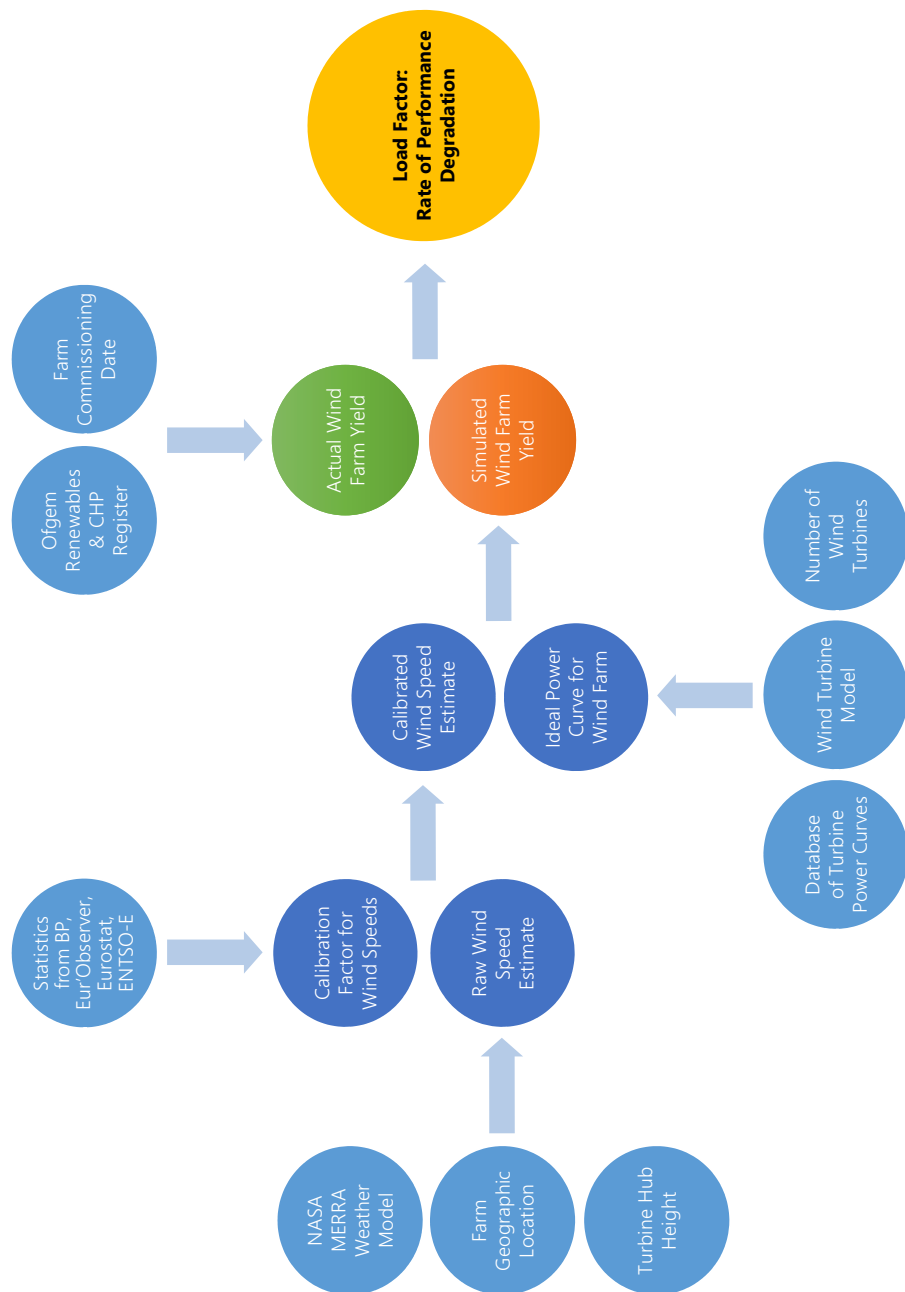 Statistics
from BP,
Eur'Observer,
Eurostat,
ENTSO-E
Ofgem
Renewables
& CHP
Register
Farm
Commissioning
Date
NASA
MERRA
Weather
Model
Farm
Geographic
Location
Turbine Hub
Height
Calibration
Factor for
Wind Speeds
Raw Wind
Speed
Estimate
Calibrated
Wind Speed
Estimate
Ideal Power
Curve for
Wind Farm
Actual Wind
Farm Yield
Simulated
Wind Farm
Yield
Load Factor:
Rate of Performance
Degradation
Database
of Turbine
Power Curves
Wind Turbine
Model
Number of
Wind
Turbines